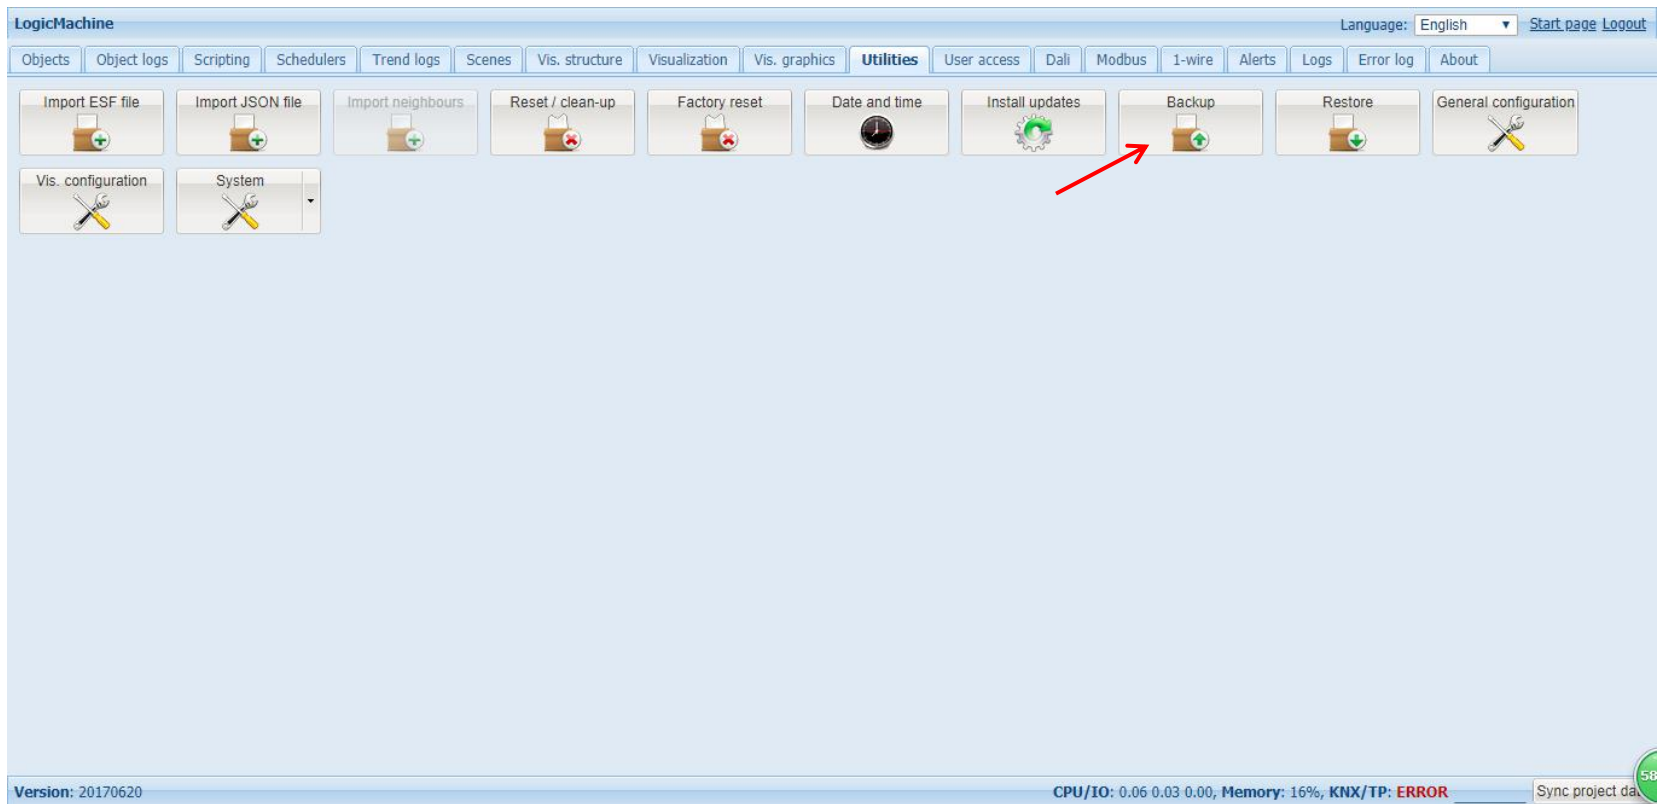 LogicMachine
Language: English Start page Logout
Objects Object logs Scripting Schedulers Trend logs Scenes Vis. structure Visualization Vis. graphics Utilities User access Dali Modbus 1-wire Alerts Logs Error log About
Import ESF file Import JSON file Import neighbours Reset / clean-up Factory reset Date and time Install updates Backup Restore General configuration
Vis. configuration System
Version: 20170620 CPU/IO: 0.06 0.03 0.00, Memory: 16%, KNX/TP: ERROR Sync project
58